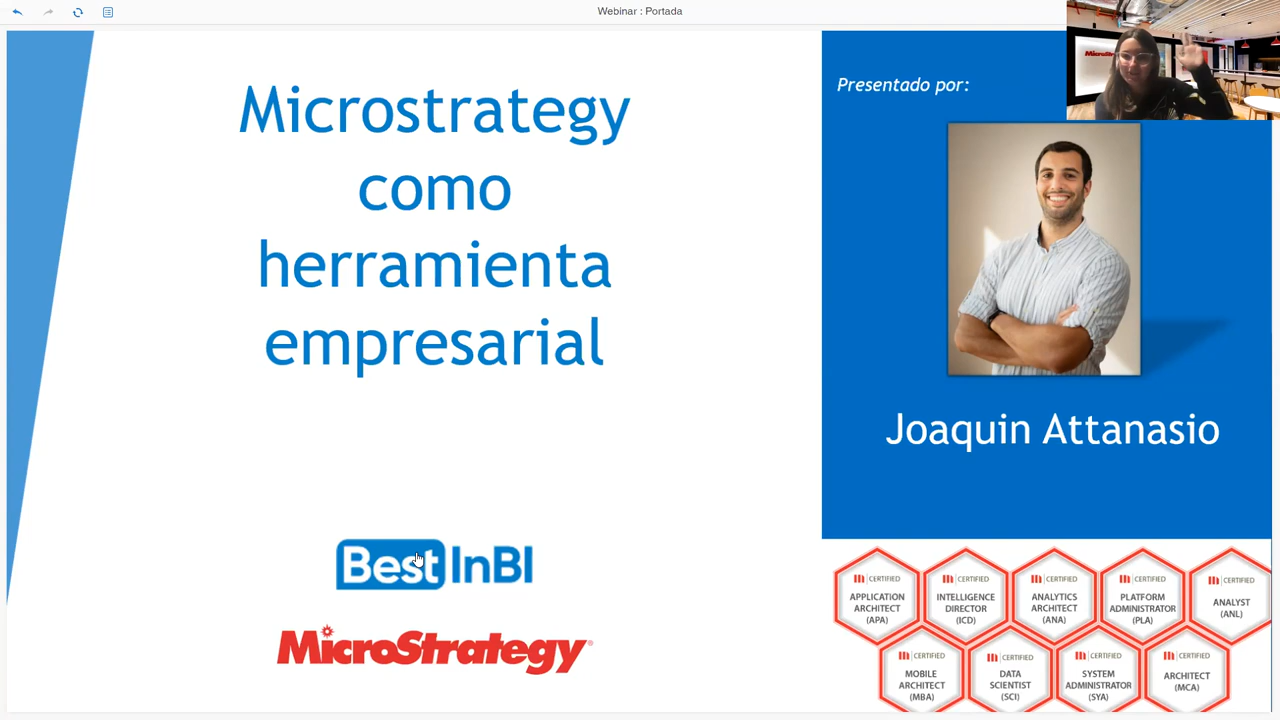 Webinar : Portada
Microstrategy
como
herramienta
empresarial
Presentado por:
Joaquin Attanasio
Best InBI
MicroStrategy
CERTIFIED
APPLICATION
ARCHITECT
(APA)
CERTIFIED
INTELLIGENCE
DIRECTOR
(ICD)
CERTIFIED
ANALYTICS
ARCHITECT
(ANA)
CERTIFIED
PLATFORM
ADMINISTRATOR
(PLA)
CERTIFIED
ANALYST
(ANL)
CERTIFIED
MOBILE
ARCHITECT
(MBA)
CERTIFIED
DATA
SCIENTIST
(SCI)
CERTIFIED
SYSTEM
ADMINISTRATOR
(SYA)
CERTIFIED
ARCHITECT
(MCA)